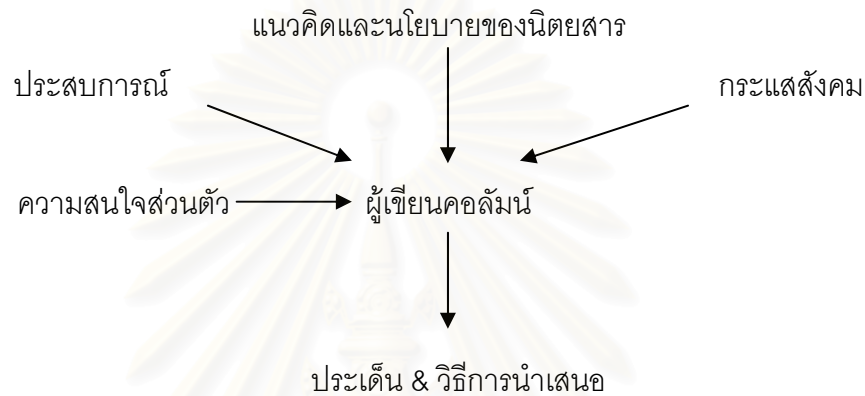 แนวคิดและนโยบายของนิตยสาร
ประสบการณ์
กระแสสังคม
ความสนใจส่วนตัว
ผู้เขียนคอลัมน์
ประเด็น & วิธีการนำเสนอ